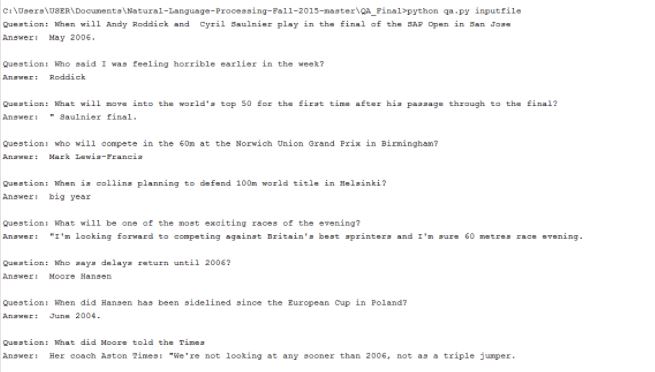 C:\Users\USER\Documents\Natural-Language-Processing-Fall-2015-master\QA_Final>python qa.py inputfile
Question: When will Andy Roddick and  Cyril Saulnier play in the final of the SAP Open in San Jose
Answer:  May 2006.
Question: Who said I was feeling horrible earlier in the week?
Answer:  Roddick
Question: What will move into the world's top 50 for the first time after his passage through to the final?
Answer:  " Saulnier final.
Question: who will compete in the 60m at the Norwich Union Grand Prix in Birmingham?
Answer:  Mark Lewis-Francis
Question: When is collins planning to defend 100m world title in Helsinki?
Answer:  big year
Question: What will be one of the most exciting races of the evening?
Answer:  "I'm looking forward to competing against Britain's best sprinters and I'm sure 60 metres race evening.
Question: Who says delays return until 2006?
Answer:  Moore Hansen
Question: When did Hansen has been sidelined since the European Cup in Poland?
Answer:  June 2004.
Question: What did Moore told the Times
Answer:  Her coach Aston Times: "We're not looking at any sooner than 2006, not as a triple jumper.